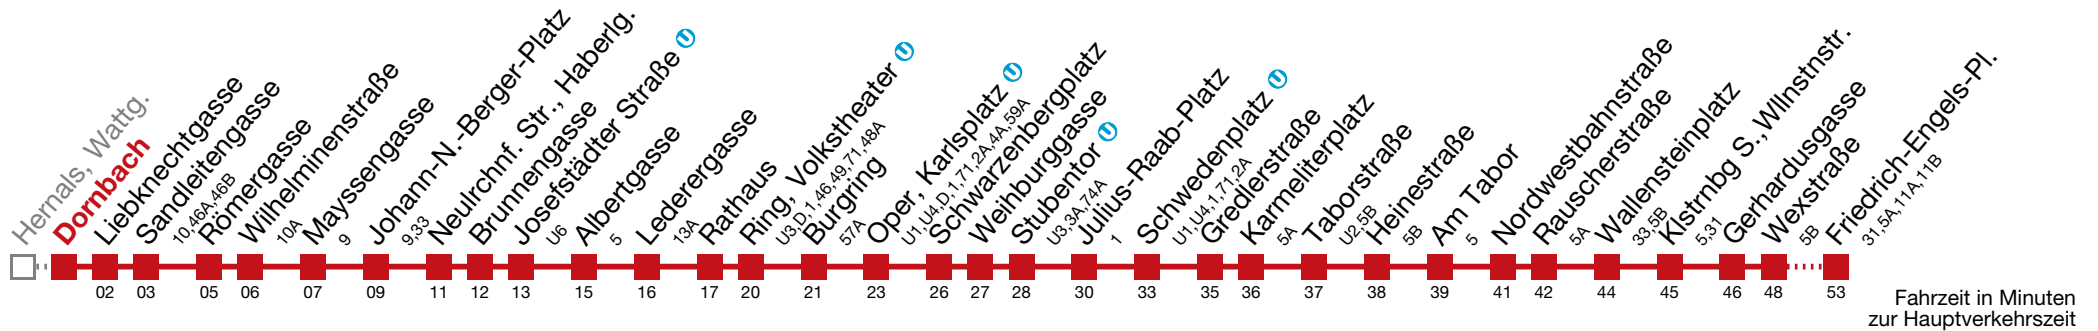 Hernals, Wattg.
Dornbach
Liebknechtgasse
Sandleitengasse
10,46A,46B
Römergasse
Wilhelminenstraße
10A
Mayssengasse
9
Johann-N.-Berger-Platz
9,33
Neulrchnf. Str., Haberlg.
Brunnengasse
Josefstädter Straße
U6
Albertgasse
5
Lederergasse
13A
Rathaus
Ring, Volkstheater
U3,D,1,46,49,71,48A
Burgring
57A
Oper, Karlsplatz
U1,U4,D,1,71,2A,4A,59A
Schwarzenbergplatz
Weihburggasse
Stubentor
U3,3A,74A
Julius-Raab-Platz
1
Schwedenplatz
U1,U4,1,71,2A
Gredlerstraße
Karmeliterplatz
5A
Taborstraße
U2,5B
Heinestraße
5B
Am Tabor
5
Nordwestbahnstraße
Rauscherstraße
5A
Wallensteinplatz
33,5B
Klstrnbg S.,Wllnstnstr.
5,31
Gerhardusgasse
Wexstraße
5B
Friedrich-Engels-Pl.
31,5A,11A,11B
02 03 05 06 07 09 11 12 13 15 16 17 20 21 23 26 27 28 30 33 35 36 37 38 39 41 42 44 45 46 48 53
Fahrzeit in Minuten
zur Hauptverkehrszeit